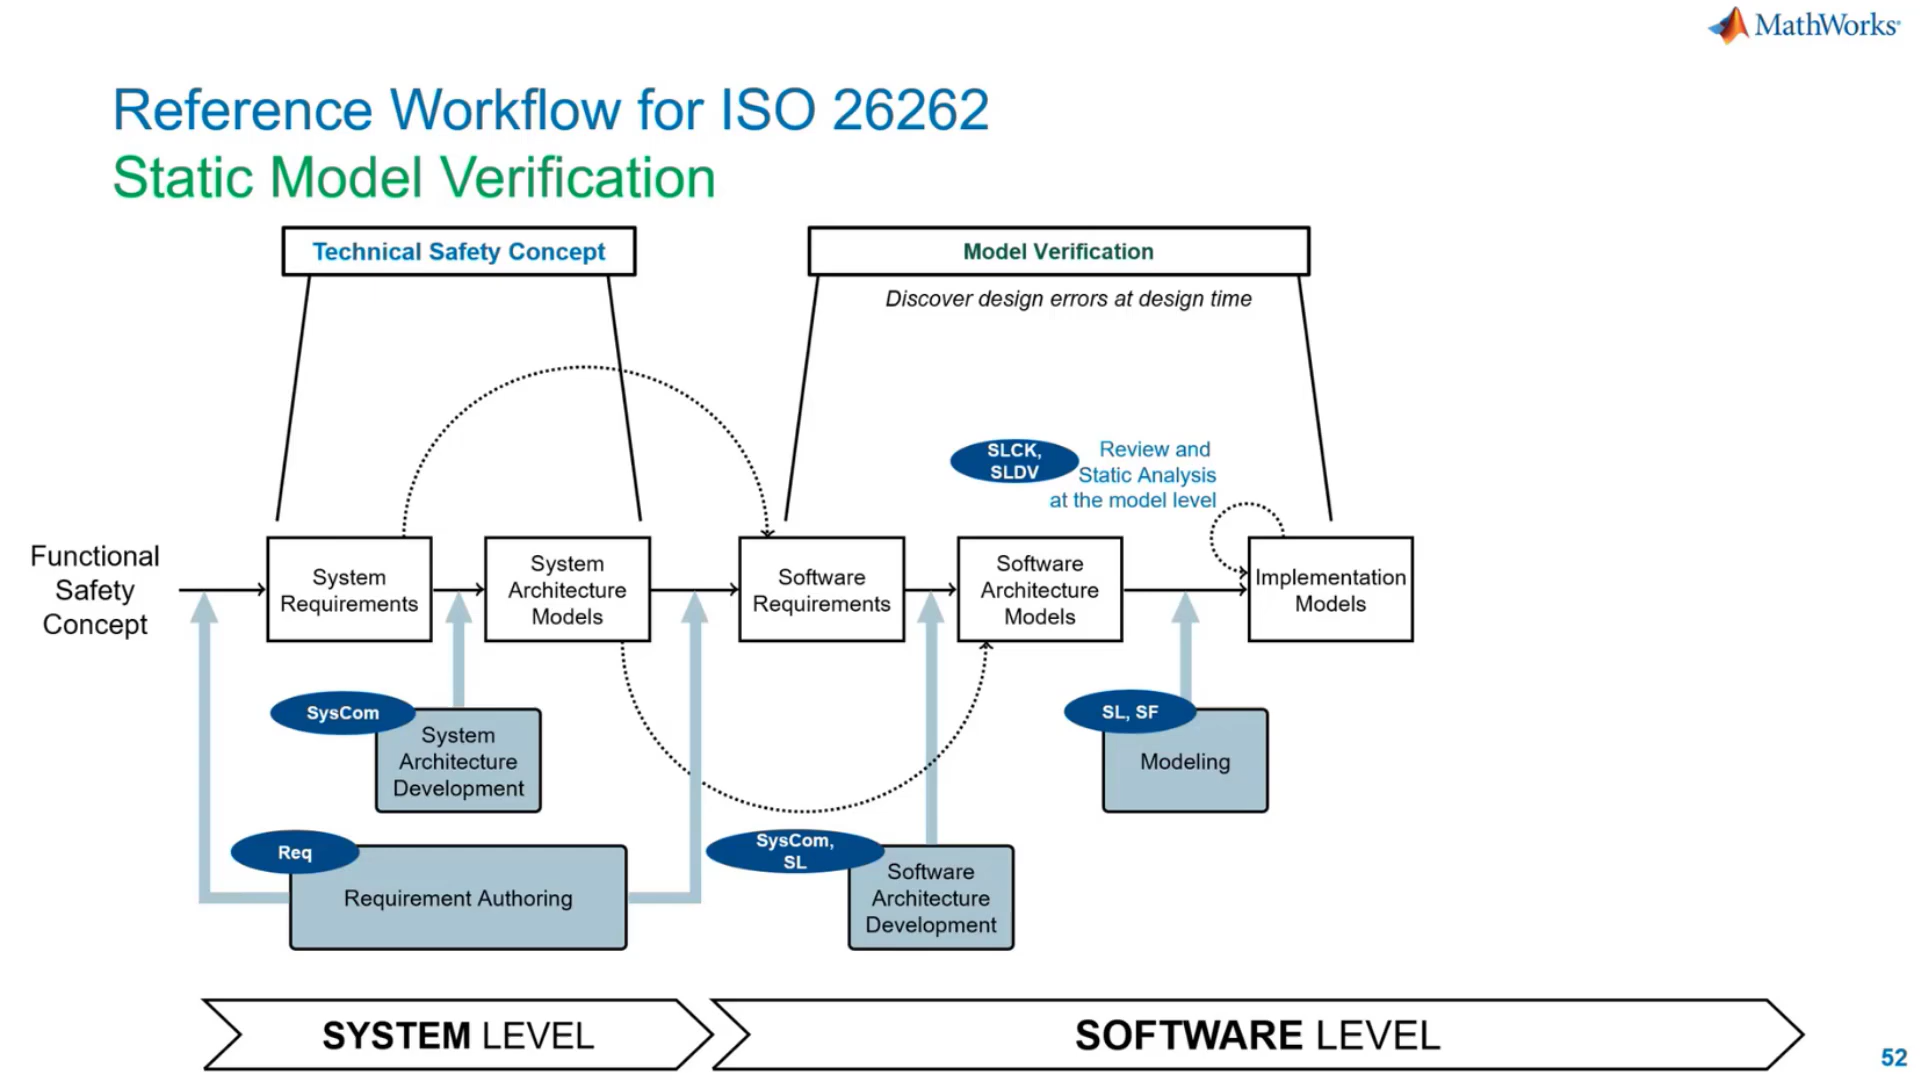 MathWorks®
Reference Workflow for ISO 26262
Static Model Verification
Technical Safety Concept
Model Verification
Discover design errors at design time
SLCK,
SLDV
Review and
Static Analysis
at the model level
Functional
Safety
Concept
System
Requirements
System
Architecture
Models
Software
Requirements
Software
Architecture
Models
Implementation
Models
SysCom
System
Architecture
Development
SL, SF
Modeling
Req
Requirement Authoring
SysCom,
SL
Software
Architecture
Development
SYSTEM LEVEL
SOFTWARE LEVEL
52